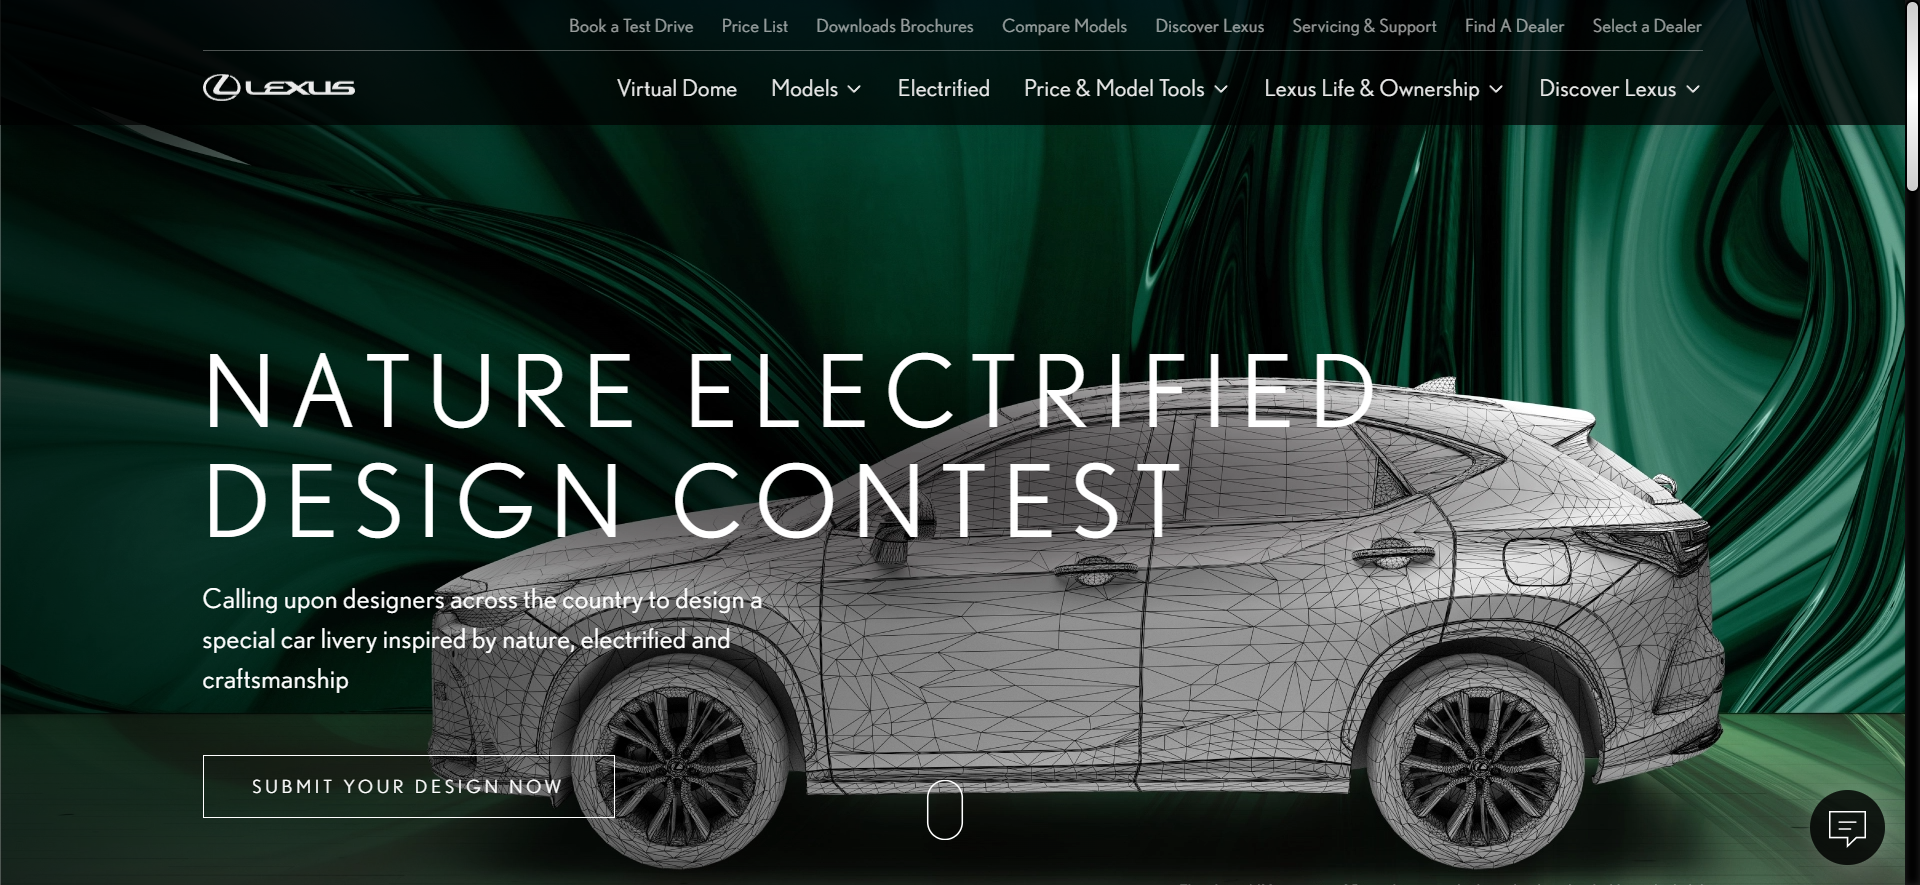 Book a Test Drive Price List Downloads Brochures Compare Models Discover Lexus Servicing & Support Find A Dealer Select a Dealer
LEXUS Virtual Dome Models Electrified Price & Model Tools Lexus Life & Ownership Discover Lexus
NATURE ELECTRIFIED
DESIGN CONTEST
Calling upon designers across the country to design a
special car livery inspired by nature, electrified and
craftsmanship
SUBMIT YOUR DESIGN NOW